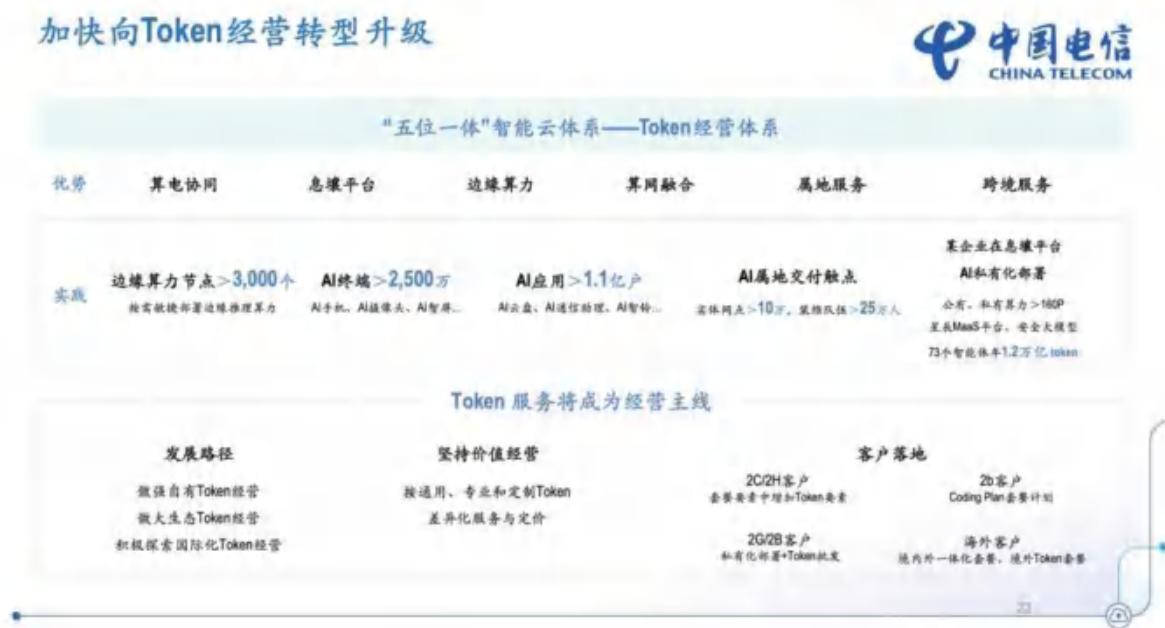 加快向Token经营转型升级
中国电信
CHINA TELECOM
“五位一体”智能云体系——Token经营体系
优势
算电协同
息壤平台
边缘算力
算网融合
属地服务
跨境服务
实践
边缘算力节点>3,000个
按需敏捷部署边缘推理算力
AI终端>2,500万
AI手机、AI摄像头、AI智屏...
AI应用>1.1亿户
AI云盘、AI通信助理、AI智铃...
AI属地交付触点
实体网点>10万，装维队伍>25万人
某企业在息壤平台
AI私有化部署
公有、私有算力>160P
星辰MaaS平台、安全大模型
73个智能体年1.2万亿 token
Token 服务将成为经营主线
发展路径
做强自有Token经营
做大生态Token经营
积极探索国际化Token经营
坚持价值经营
按通用、专业和定制Token
差异化服务与定价
客户落地
2C/2H客户
套餐要素中增加Token要素
2b客户
Coding Plan套餐计划
2G/2B客户
私有化部署+Token批发
海外客户
境内外一体化套餐、境外Token套餐
23